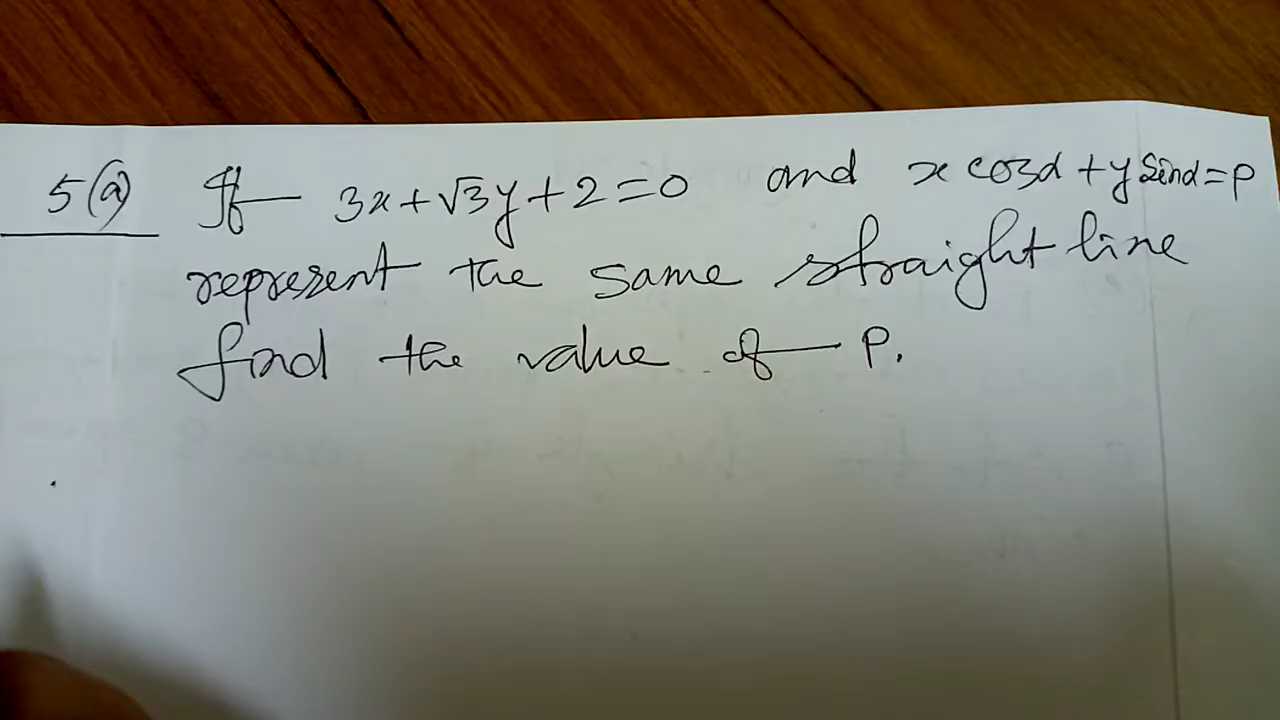 5(a) If 3x+√3y+2=0 and x cosα + y sinα = P
represent the same straight line
find the value of P.